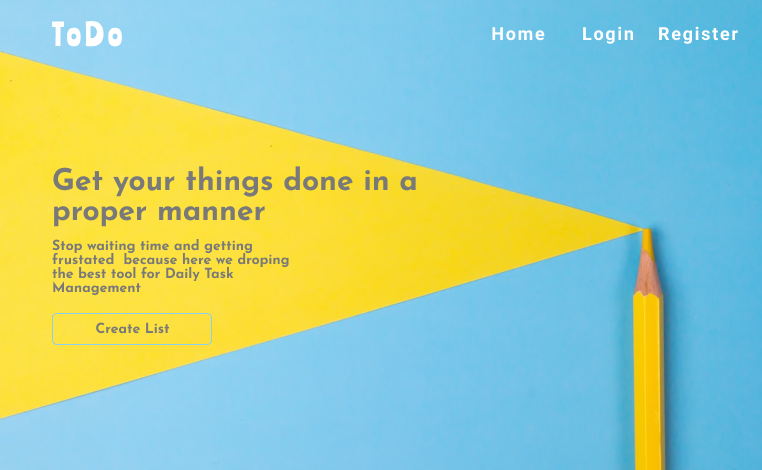 ToDo
Home Login Register
Get your things done in a
proper manner
Stop waiting time and getting
frustated because here we droping
the best tool for Daily Task
Management
Create List